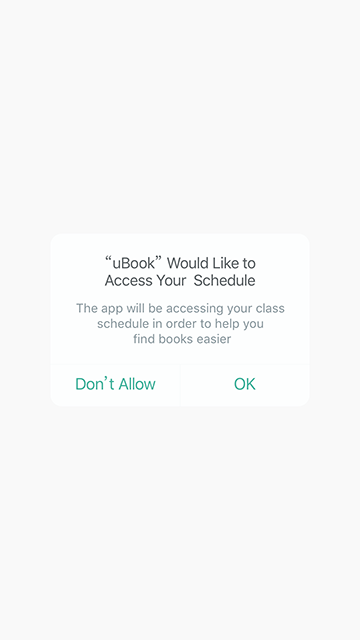 “uBook” Would Like to
Access Your  Schedule
The app will be accessing your class
schedule in order to help you
find books easier
Don’t Allow
OK